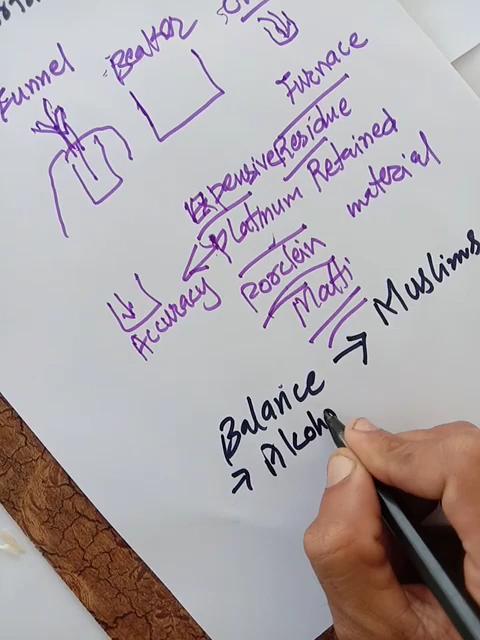 Funnel
Beaker
Furnace
Expensive Residue
Platinum Retained
material
Poorclein
Matti
Accuracy
Balance → Muslims
→ Alkoh